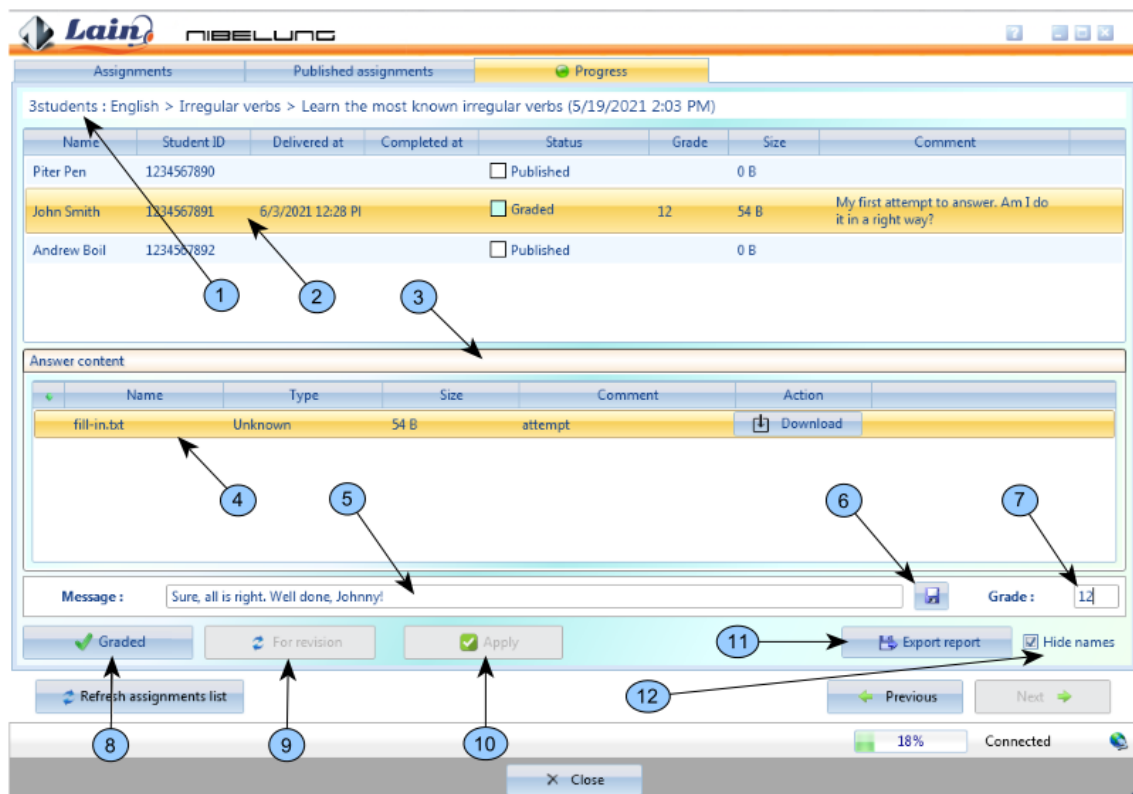 Lain NIBELUNG ?
Assignments Published assignments Progress
3students : English > Irregular verbs > Learn the most known irregular verbs (5/19/2021 2:03 PM)
Name Student ID Delivered at Completed at Status Grade Size Comment
Piter Pen 1234567890 Published 0 B
John Smith 1234567891 6/3/2021 12:28 PI Graded 12 54 B My first attempt to answer. Am I do
it in a right way?
Andrew Boil 1234567892 Published 0 B
1 2 3
Answer content
Name Type Size Comment Action
fill-in.txt Unknown 54 B attempt Download
4 5 6 7
Message : Sure, all is right. Well done, Johnny! Grade : 12
Graded For revision Apply 11 Export report Hide names
Refresh assignments list 12 Previous Next
8 9 10 18% Connected
Close